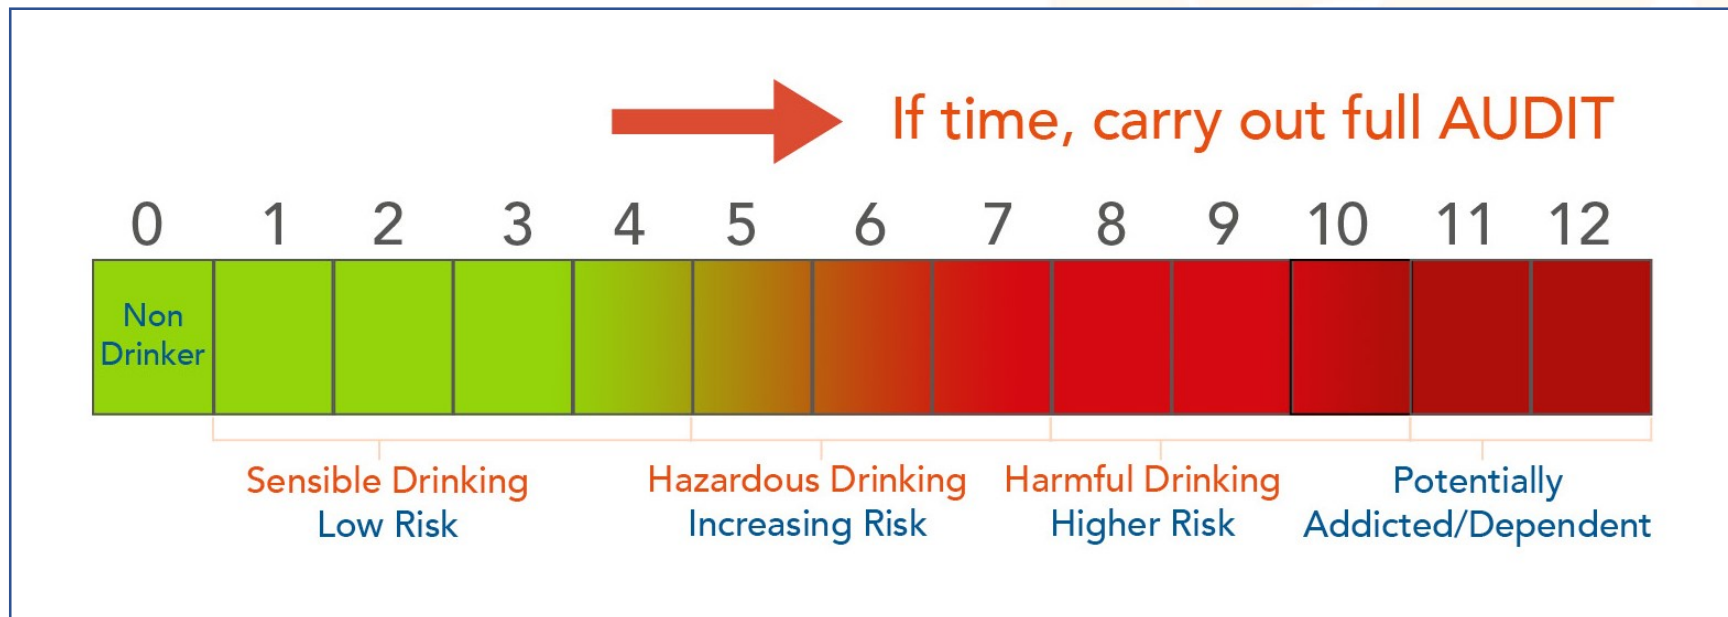 If time, carry out full AUDIT
0 1 2 3 4 5 6 7 8 9 10 11 12
Non
Drinker
Sensible Drinking
Low Risk
Hazardous Drinking
Increasing Risk
Harmful Drinking
Higher Risk
Potentially
Addicted/Dependent